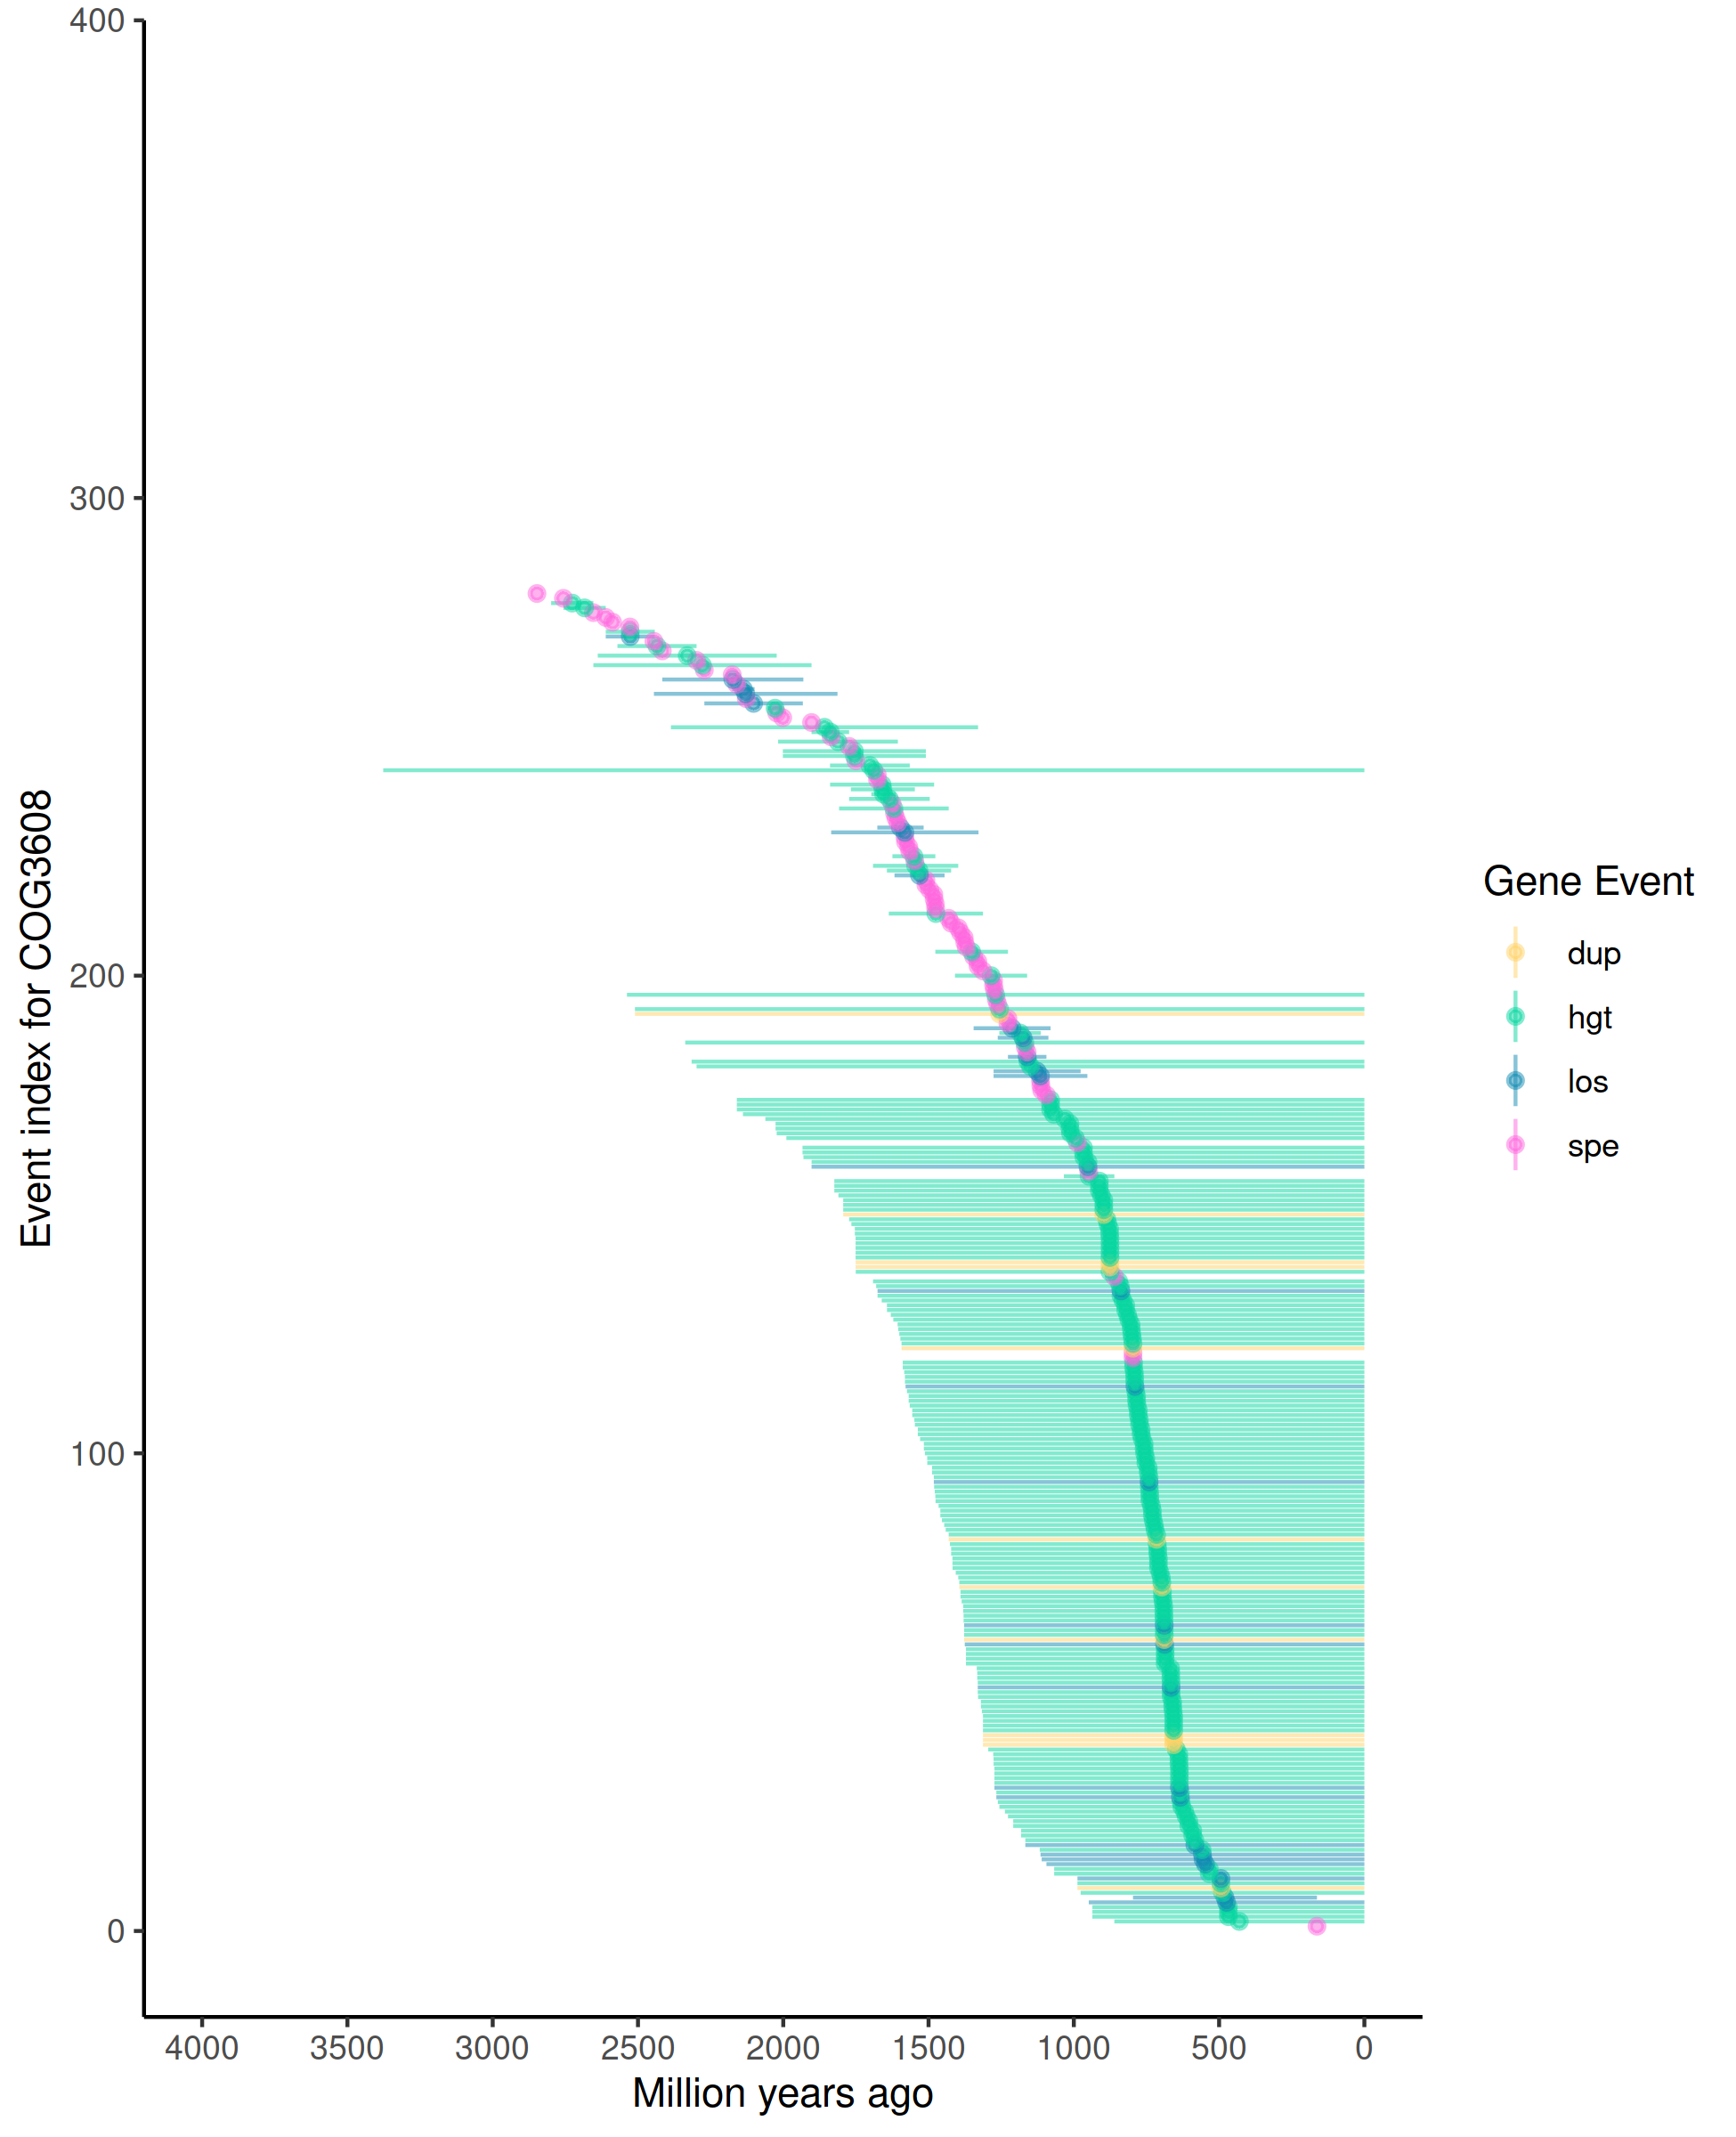 400
300
200
100
0
Event index for COG3608
4000 3500 3000 2500 2000 1500 1000 500 0
Million years ago
Gene Event
dup
hgt
los
spe